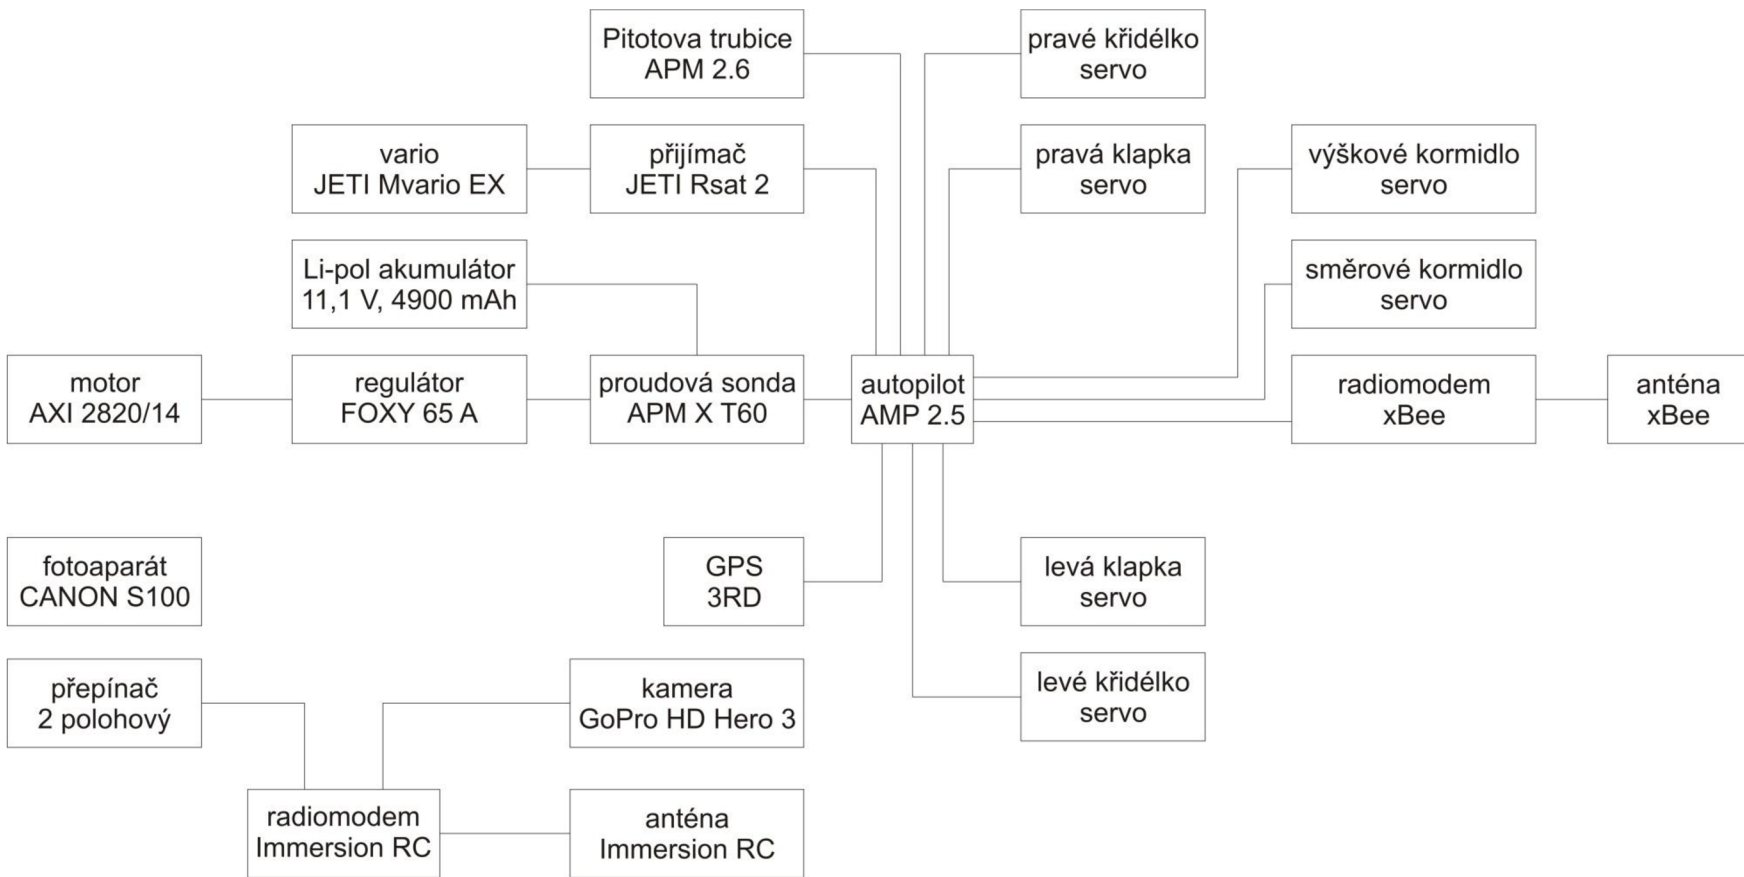 Pitotova trubice
APM 2.6
pravé křidélko
servo
vario
JETI Mvario EX
přijímač
JETI Rsat 2
pravá klapka
servo
výškové kormidlo
servo
Li-pol akumulátor
11,1 V, 4900 mAh
směrové kormidlo
servo
motor
AXI 2820/14
regulátor
FOXY 65 A
proudová sonda
APM X T60
autopilot
AMP 2.5
radiomodem
xBee
anténa
xBee
fotoaparát
CANON S100
GPS
3RD
levá klapka
servo
přepínač
2 polohový
kamera
GoPro HD Hero 3
levé křidélko
servo
radiomodem
Immersion RC
anténa
Immersion RC